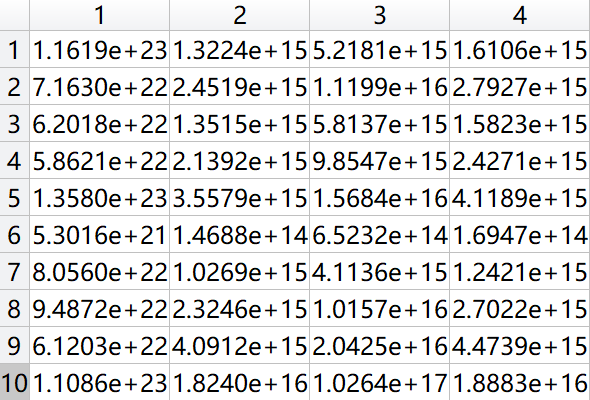 1 2 3 4
1 1.1619e+23 1.3224e+15 5.2181e+15 1.6106e+15
2 7.1630e+22 2.4519e+15 1.1199e+16 2.7927e+15
3 6.2018e+22 1.3515e+15 5.8137e+15 1.5823e+15
4 5.8621e+22 2.1392e+15 9.8547e+15 2.4271e+15
5 1.3580e+23 3.5579e+15 1.5684e+16 4.1189e+15
6 5.3016e+21 1.4688e+14 6.5232e+14 1.6947e+14
7 8.0560e+22 1.0269e+15 4.1136e+15 1.2421e+15
8 9.4872e+22 2.3246e+15 1.0157e+16 2.7022e+15
9 6.1203e+22 4.0912e+15 2.0425e+16 4.4739e+15
10 1.1086e+23 1.8240e+16 1.0264e+17 1.8883e+16